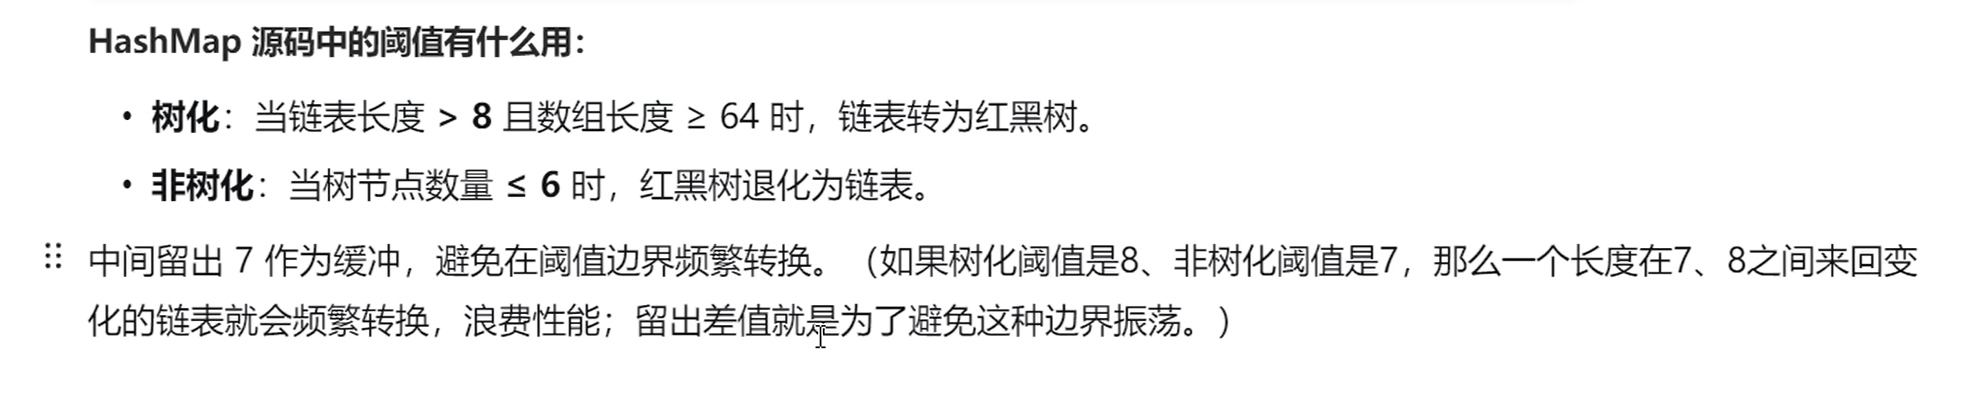 HashMap 源码中的阈值有什么用：
• 树化：当链表长度 > 8 且数组长度 ≥ 64 时，链表转为红黑树。
• 非树化：当树节点数量 ≤ 6 时，红黑树退化为链表。
中间留出 7 作为缓冲，避免在阈值边界频繁转换。（如果树化阈值是8、非树化阈值是7，那么一个长度在7、8之间来回变
化的链表就会频繁转换，浪费性能；留出差值就是为了避免这种边界振荡。）